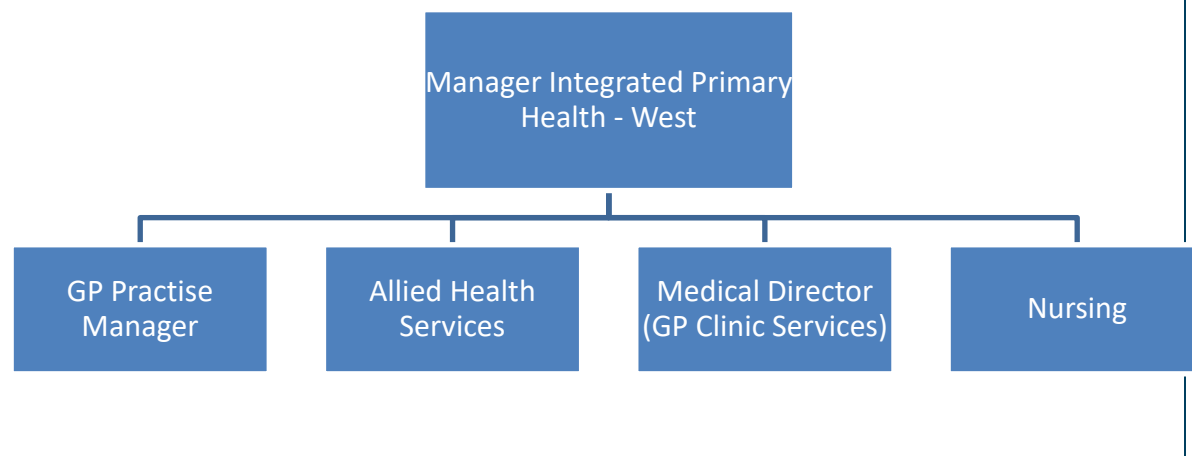 Manager Integrated Primary
Health - West
GP Practise
Manager
Allied Health
Services
Medical Director
(GP Clinic Services)
Nursing